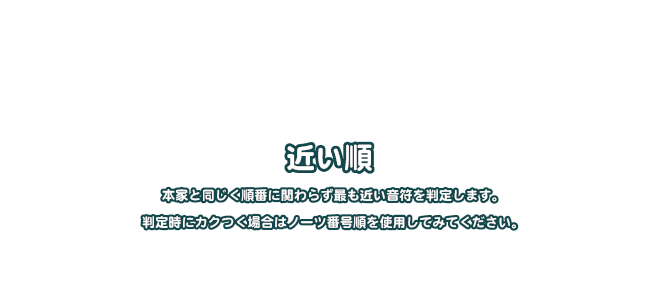 近い順
本家と同じく順番に関わらず最も近い音符を判定します。
判定時にカクつく場合はノーツ番号順を使用してみてください。